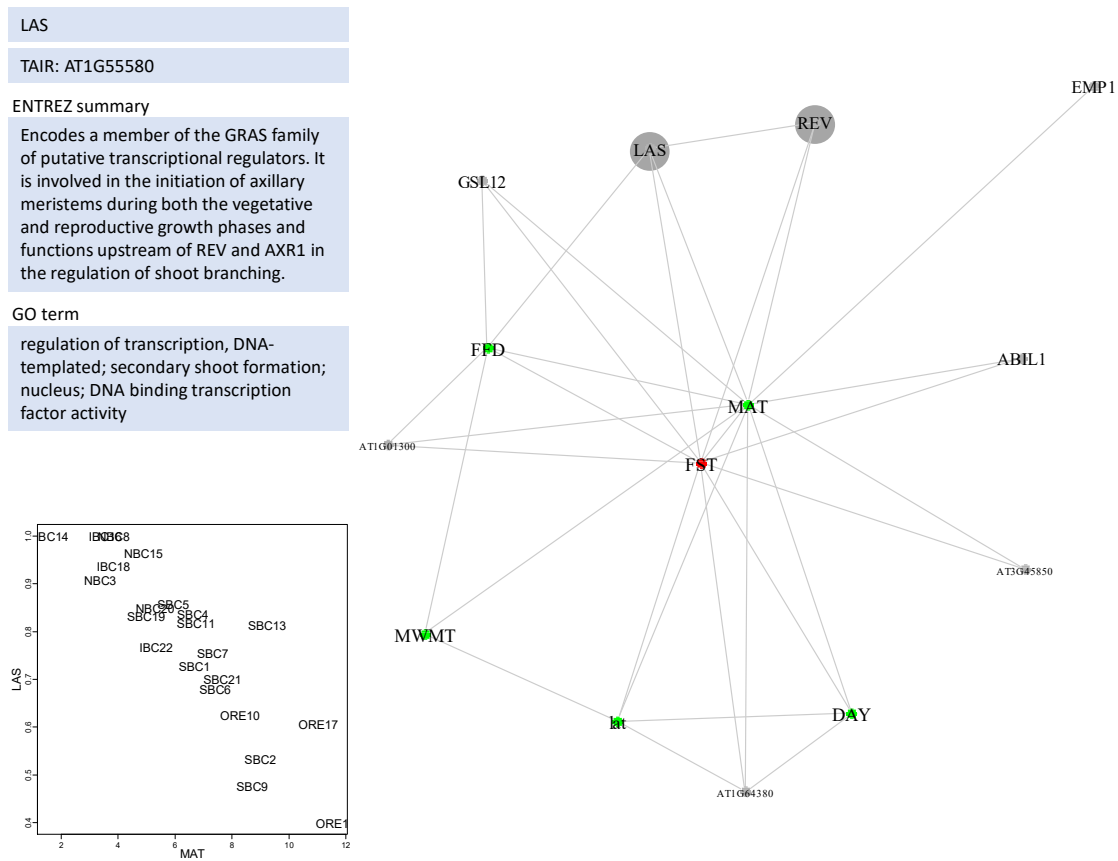 LAS
TAIR: AT1G55580
ENTREZ summary
Encodes a member of the GRAS family
of putative transcriptional regulators. It
is involved in the initiation of axillary
meristems during both the vegetative
and reproductive growth phases and
functions upstream of REV and AXR1 in
the regulation of shoot branching.
GO term
regulation of transcription, DNA-
templated; secondary shoot formation;
nucleus; DNA binding transcription
factor activity
EMP1
REV
LAS
GSL12
FFD
ABIL1
MAT
AT1G01300
FST
AT3G45850
MWMT
lat
DAY
AT1G64380
1.0
0.9
0.8
0.7
0.6
0.5
0.4
LAS
BC14
NBC8
NBC15
IBC18
NBC3
SBC5
NBC20
SBC4
SBC19
SBC11
SBC13
IBC22
SBC7
SBC1
SBC21
SBC6
ORE10
ORE17
SBC2
SBC9
ORE1
2
4
6
8
10
12
MAT